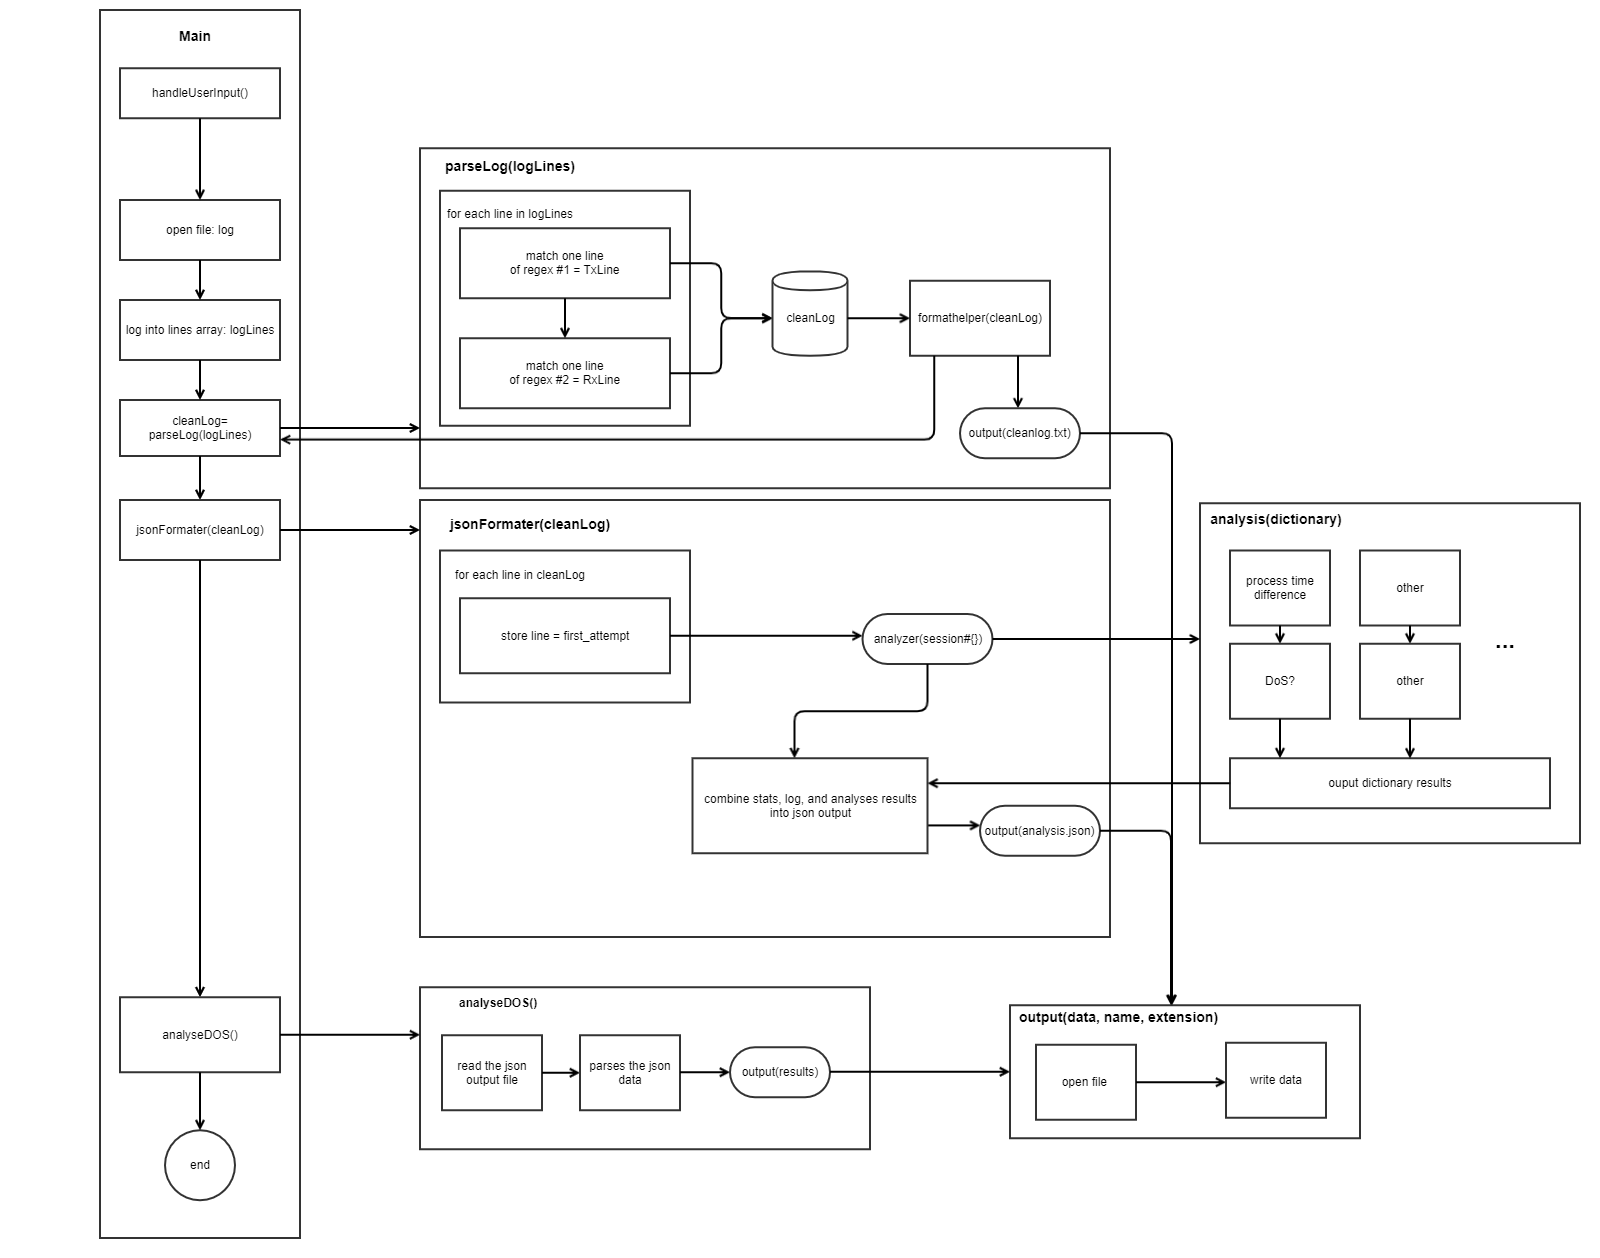 Main
handleUserInput()
open file: log
log into lines array: logLines
cleanLog=
parseLog(logLines)
jsonFormater(cleanLog)
analyseDOS()
end
parseLog(logLines)
for each line in logLines
match one line
of regex #1 = TxLine
match one line
of regex #2 = RxLine
cleanLog
formathelper(cleanLog)
output(cleanlog.txt)
jsonFormater(cleanLog)
for each line in cleanLog
store line = first_attempt
analyzer(session#{})
combine stats, log, and analyses results
into json output
output(analysis.json)
analysis(dictionary)
process time
difference
other
DoS?
other
...
ouput dictionary results
analyseDOS()
read the json
output file
parses the json
data
output(results)
output(data, name, extension)
open file
write data